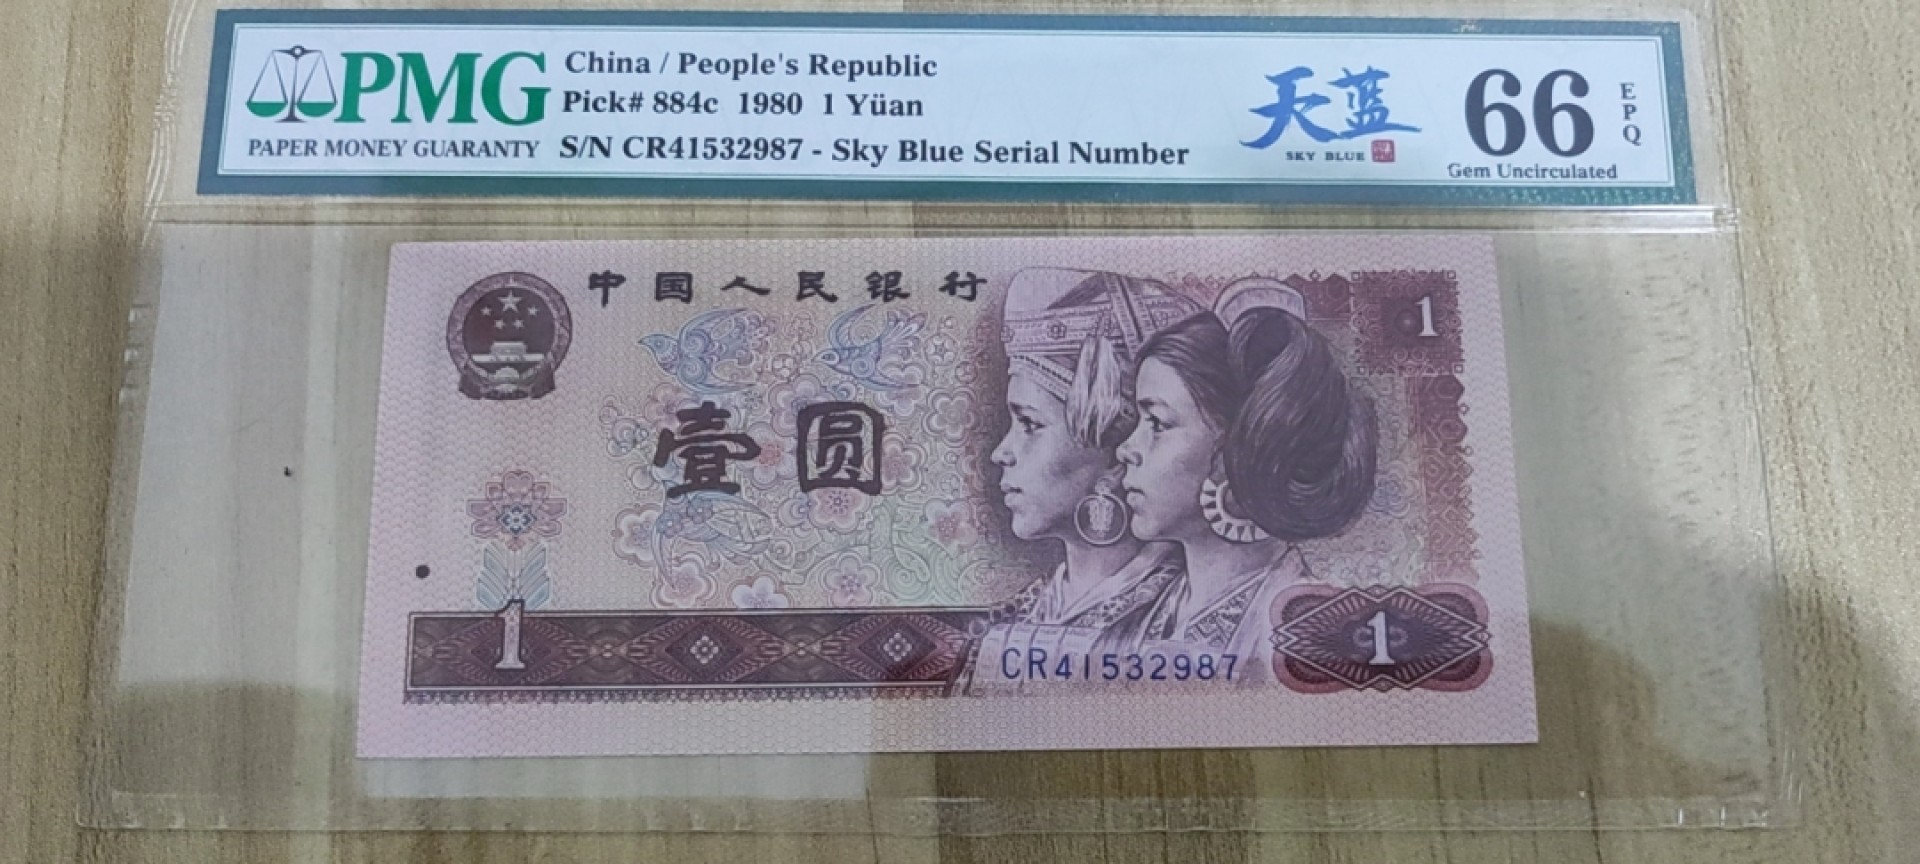 PMG
PAPER MONEY GUARANTY
China / People's Republic
Pick# 884c 1980 1 Yüan
S/N CR41532987 - Sky Blue Serial Number
天蓝
SKY BLUE
66
EPQ
Gem Uncirculated
中国人民银行
1
壹圆
1
CR41532987
1